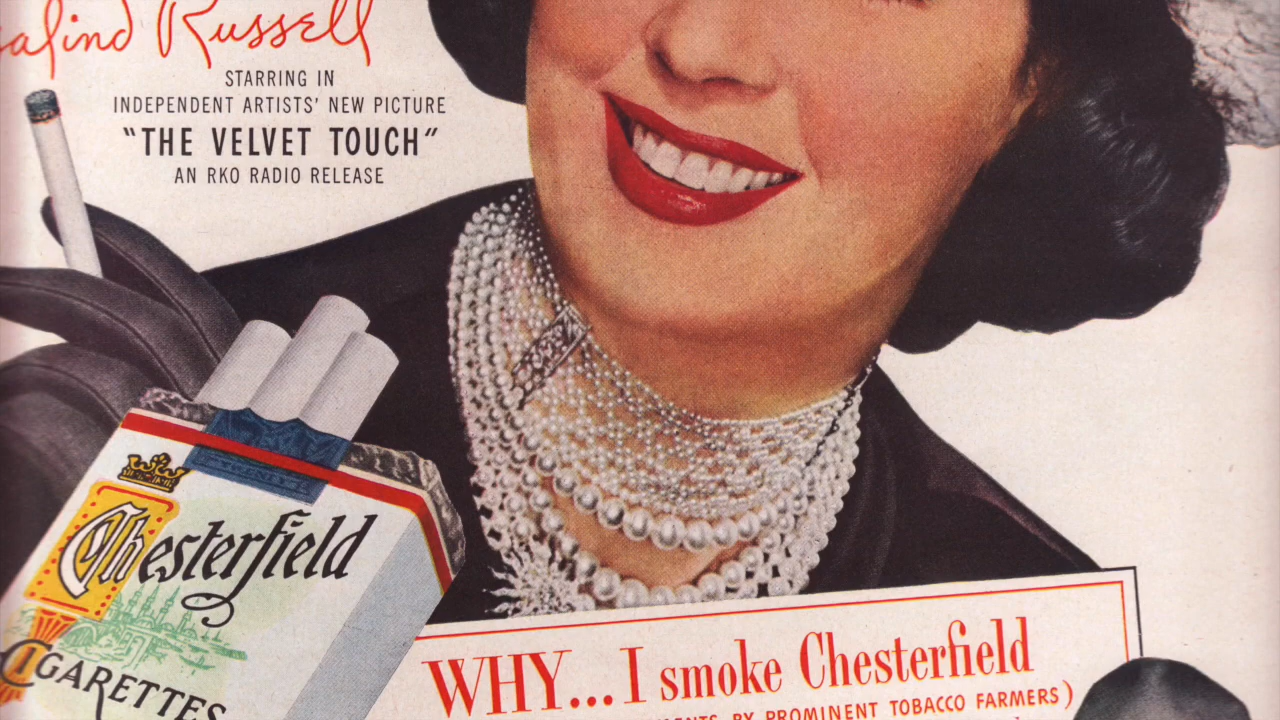 Russell
STARRING IN
INDEPENDENT ARTISTS' NEW PICTURE
"THE VELVET TOUCH"
AN RKO RADIO RELEASE
Chesterfield
CIGARETTES
WHY...I smoke Chesterfield
BY PROMINENT TOBACCO FARMERS)